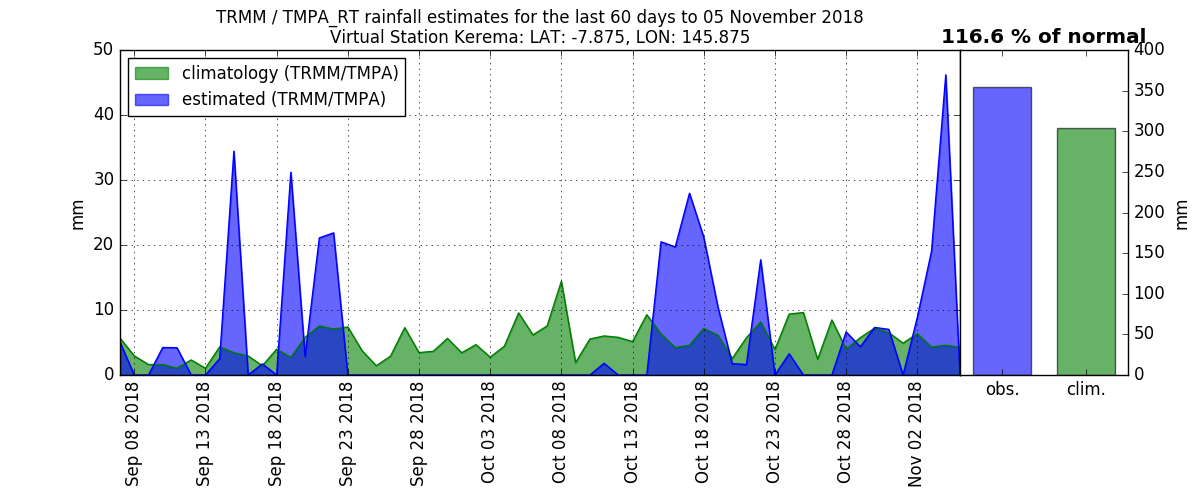 TRMM / TMPA_RT rainfall estimates for the last 60 days to 05 November 2018
Virtual Station Kerema: LAT: -7.875, LON: 145.875
116.6 % of normal
climatology (TRMM/TMPA)
estimated (TRMM/TMPA)
mm
50
40
30
20
10
0
Sep 08 2018
Sep 13 2018
Sep 18 2018
Sep 23 2018
Sep 28 2018
Oct 03 2018
Oct 08 2018
Oct 13 2018
Oct 18 2018
Oct 23 2018
Oct 28 2018
Nov 02 2018
obs.
clim.
400
350
300
250
200
150
100
50
0
mm